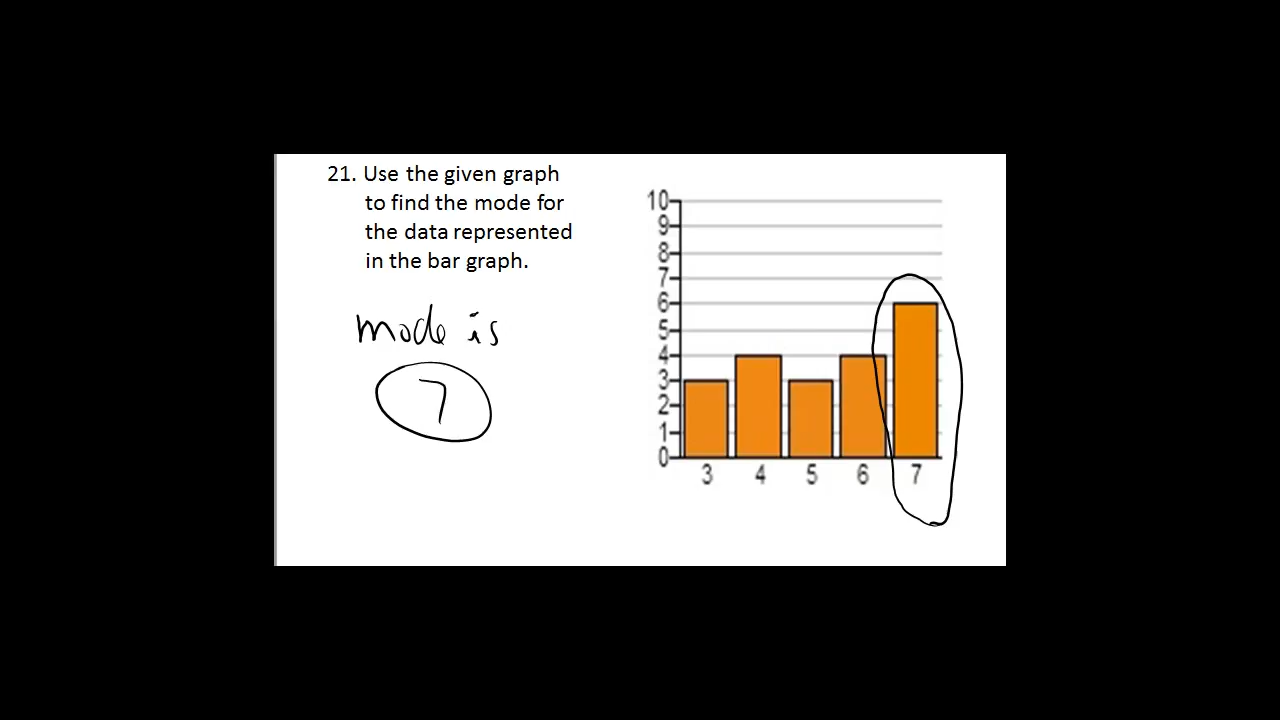 21. Use the given graph
to find the mode for
the data represented
in the bar graph.
mode is
7
10
9
8
7
6
5
4
3
2
1
0
3 4 5 6 7